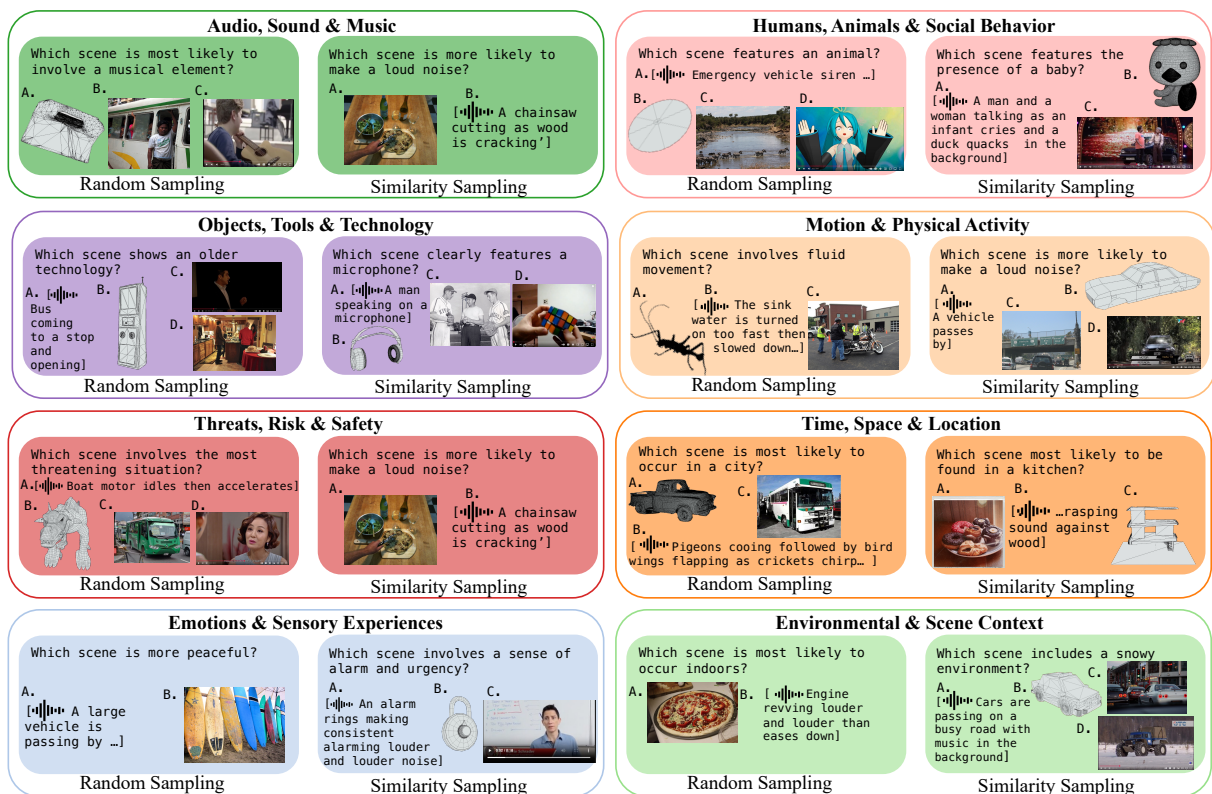 Audio, Sound & Music
Which scene is most likely to
involve a musical element?
A.
B.
C.
Random Sampling
Which scene is more likely to
make a loud noise?
A.
B.
[ A chainsaw
cutting as wood
is cracking’]
Similarity Sampling
Humans, Animals & Social Behavior
Which scene features an animal?
A.[ Emergency vehicle siren …]
B.
C.
D.
Random Sampling
Which scene features the
presence of a baby?
A.
B.
[ A man and a
woman talking as an
infant cries and a
duck quacks in the
background]
C.
Similarity Sampling
Objects, Tools & Technology
Which scene shows an older
technology?
A. [
Bus
coming
to a stop
and
opening]
B.
C.
D.
Random Sampling
Which scene clearly features a
microphone?
A. [ A man
speaking on a
microphone]
B.
C.
D.
Similarity Sampling
Motion & Physical Activity
Which scene involves fluid
movement?
A.
B.
[ The sink
water is turned
on too fast then
slowed down…]
C.
Random Sampling
Which scene is more likely to
make a loud noise?
A.
[
A vehicle
passes
by]
B.
C.
D.
Similarity Sampling
Threats, Risk & Safety
Which scene involves the most
threatening situation?
A.[ Boat motor idles then accelerates]
B.
C.
D.
Random Sampling
Which scene is more likely to
make a loud noise?
A.
B.
[ A chainsaw
cutting as wood
is cracking’]
Similarity Sampling
Time, Space & Location
Which scene is most likely to
occur in a city?
A.
C.
B.
[ Pigeons cooing followed by bird
wings flapping as crickets chirp… ]
Random Sampling
Which scene most likely to be
found in a kitchen?
A.
B.
[ …rasping
sound against
wood]
C.
Similarity Sampling
Emotions & Sensory Experiences
Which scene is more peaceful?
A.
[ A large
vehicle is
passing by …]
B.
Random Sampling
Which scene involves a sense of
alarm and urgency?
A.
[ An alarm
rings making
consistent
alarming louder
and louder noise]
B.
C.
Similarity Sampling
Environmental & Scene Context
Which scene is most likely to
occur indoors?
A.
B. [ Engine
revving louder
and louder than
eases down]
Random Sampling
Which scene includes a snowy
environment?
A.
[ Cars are
passing on a
busy road with
music in the
background]
B.
C.
D.
Similarity Sampling